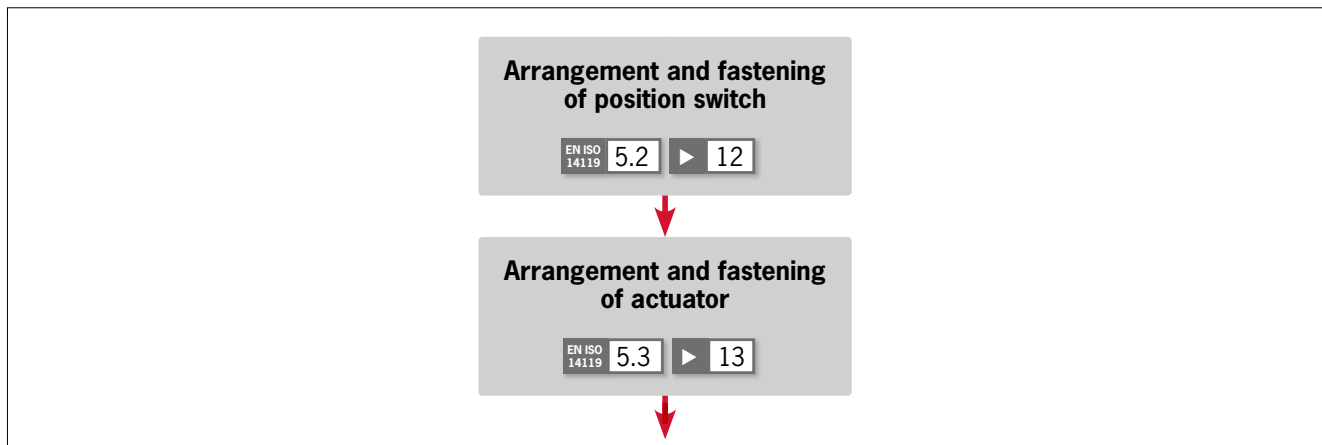 Arrangement and fastening
of position switch
EN ISO
14119
5.2
12
Arrangement and fastening
of actuator
EN ISO
14119
5.3
13